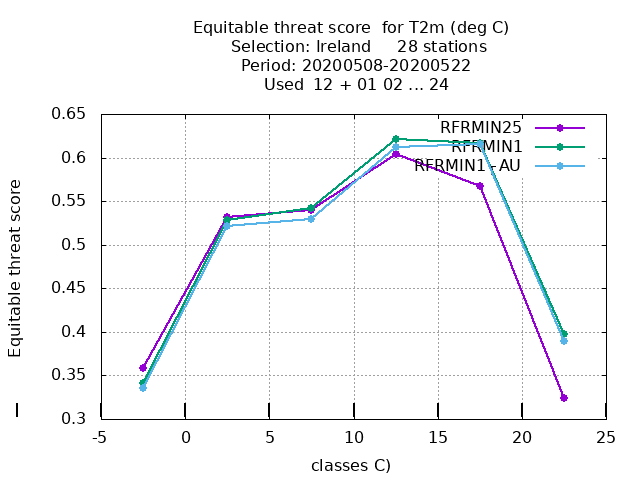 Equitable threat score for T2m (deg C)
Selection: Ireland 28 stations
Period: 20200508-20200522
Used 12 + 01 02 ... 24
RFRMIN25
RFRMIN1
RFRMIN1+AU
0.65
0.6
0.55
0.5
0.45
0.4
0.35
0.3
Equitable threat score
-5 0 5 10 15 20 25
classes C)